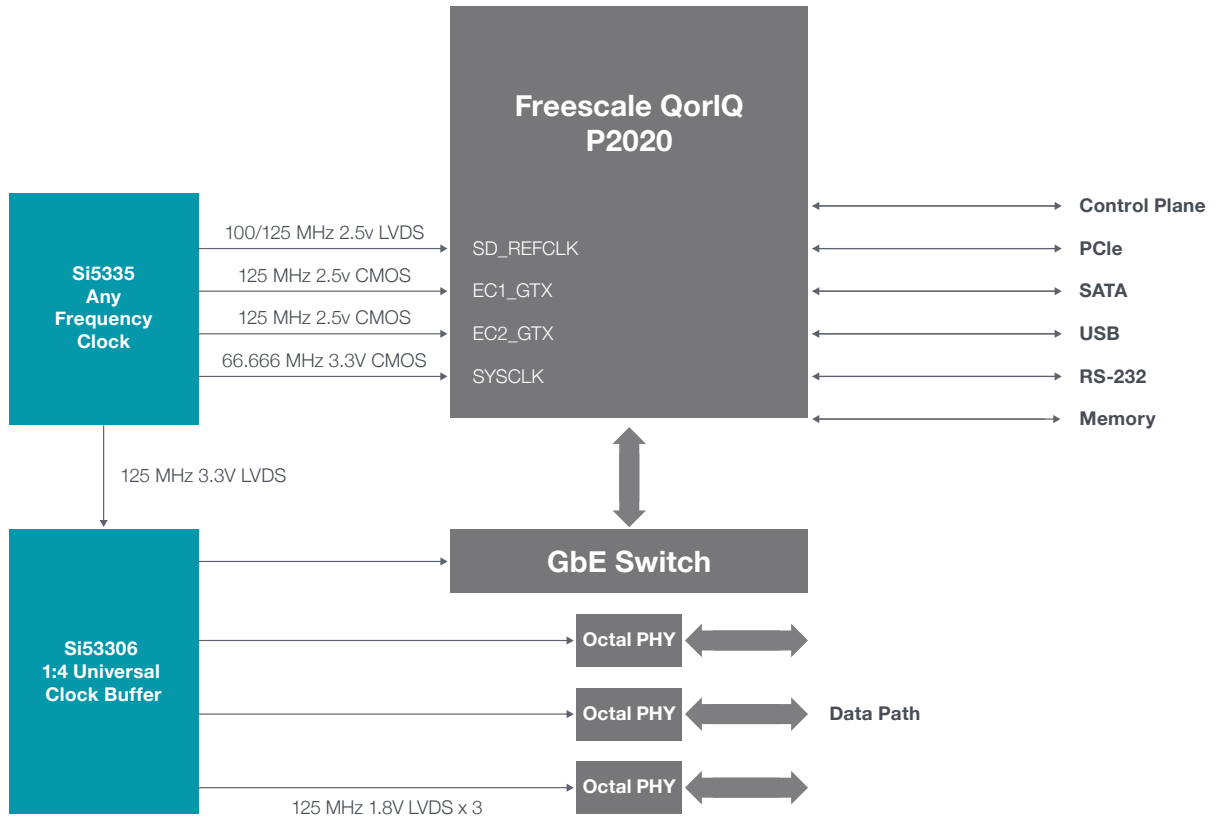 Freescale QorIQ
P2020
Control Plane
100/125 MHz 2.5v LVDS
SD_REFCLK
PCIe
Si5335
Any
Frequency
Clock
125 MHz 2.5v CMOS
EC1_GTX
SATA
125 MHz 2.5v CMOS
EC2_GTX
USB
66.666 MHz 3.3V CMOS
SYSCLK
RS-232
Memory
125 MHz 3.3V LVDS
GbE Switch
Si53306
1:4 Universal
Clock Buffer
Octal PHY
Octal PHY
Data Path
Octal PHY
125 MHz 1.8V LVDS x 3